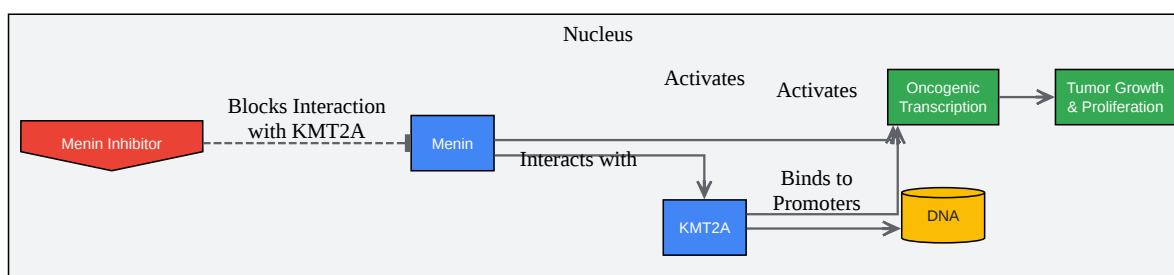 Nucleus
Activates
Activates
Oncogenic
Transcription
Tumor Growth
& Proliferation
Blocks Interaction
with KMT2A
Menin Inhibitor
Menin
Interacts with
Binds to
Promoters
KMT2A
DNA